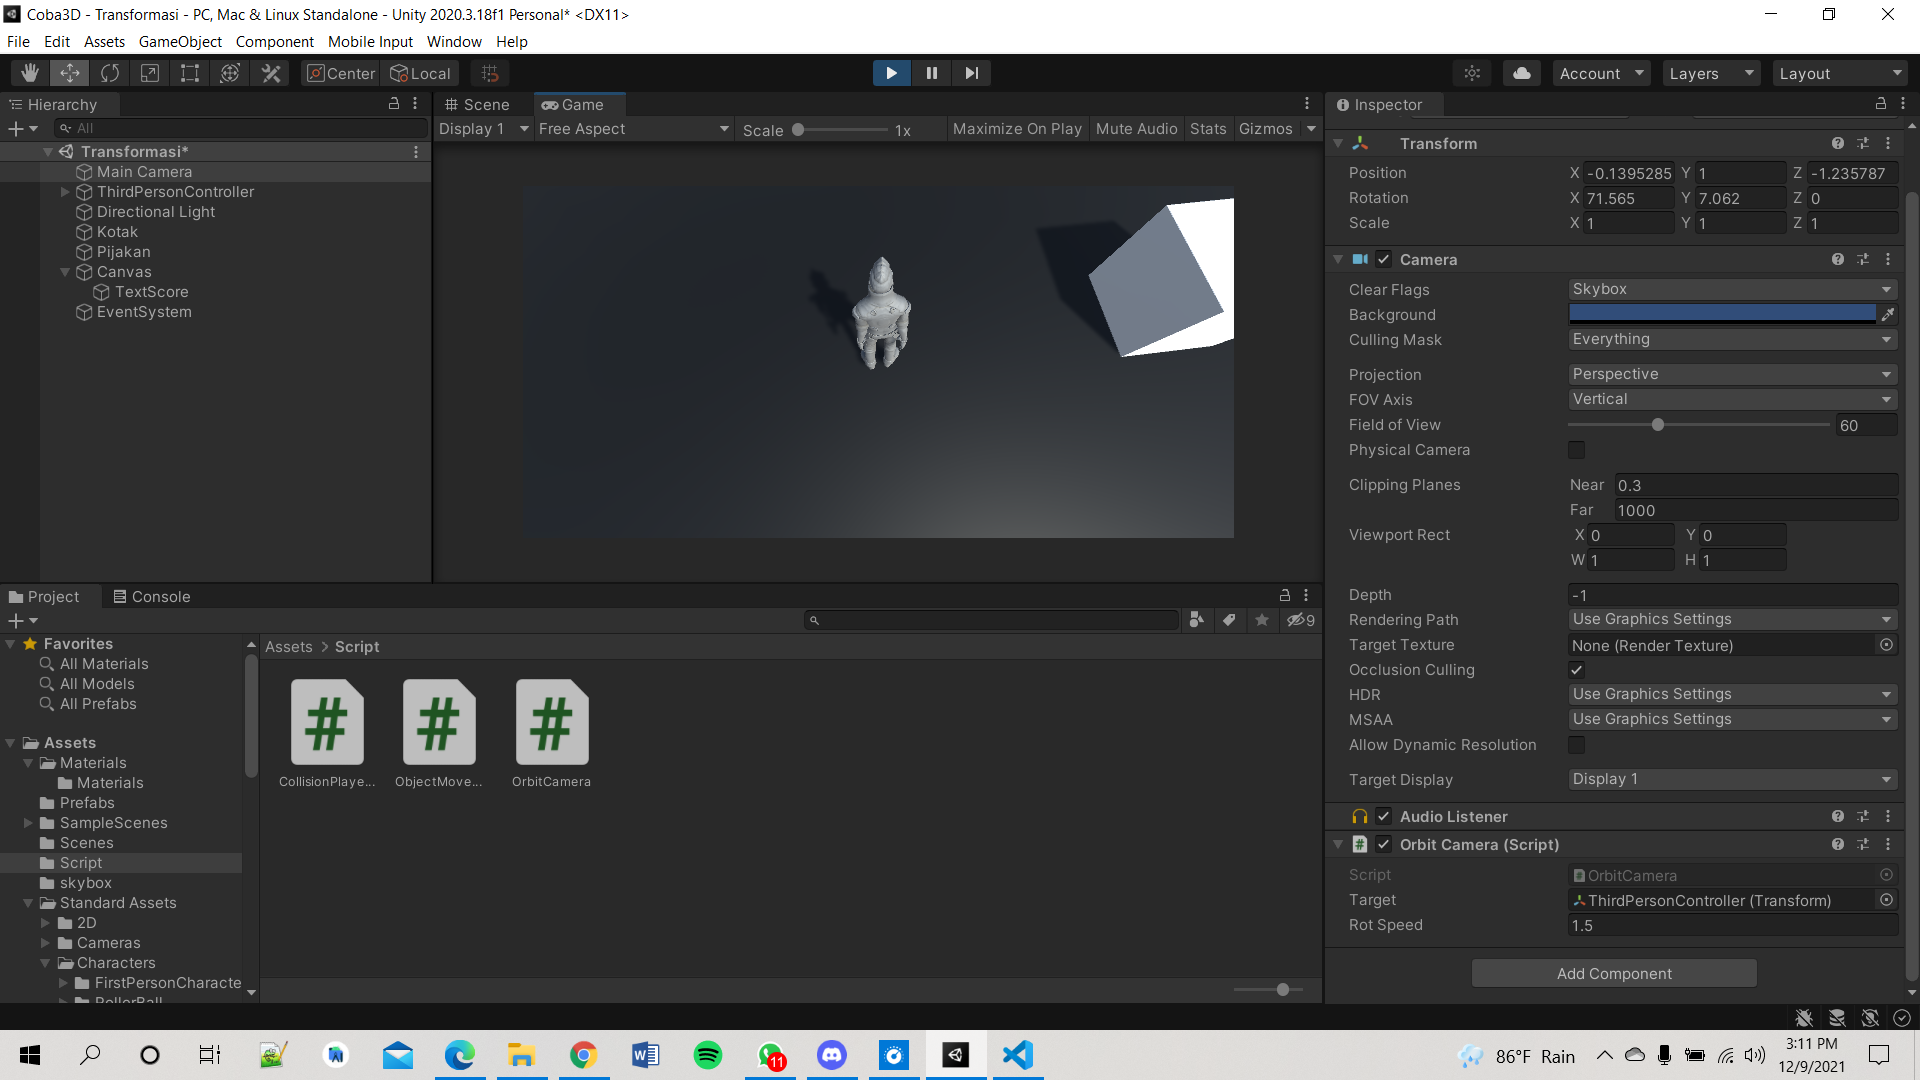 Coba3D - Transformasi - PC, Mac & Linux Standalone - Unity 2020.3.18f1 Personal* <DX11>
File Edit Assets GameObject Component Mobile Input Window Help
Center Local Account Layers Layout
Hierarchy
All
Transformasi*
Main Camera
ThirdPersonController
Directional Light
Kotak
Pijakan
Canvas
TextScore
EventSystem
Scene Game
Display 1 Free Aspect Scale 1x Maximize On Play Mute Audio Stats Gizmos
Project Console
9
Favorites
All Materials
All Models
All Prefabs
Assets
Materials
Materials
Prefabs
SampleScenes
Scenes
Script
skybox
Standard Assets
2D
Cameras
Characters
FirstPersonCharacte
RollerBall
Assets > Script
CollisionPlaye... ObjectMove... OrbitCamera
Inspector
Transform
Position X -0.1395285 Y 1 Z -1.235787
Rotation X 71.565 Y 7.062 Z 0
Scale X 1 Y 1 Z 1
Camera
Clear Flags Skybox
Background
Culling Mask Everything
Projection Perspective
FOV Axis Vertical
Field of View 60
Physical Camera
Clipping Planes Near 0.3
Far 1000
Viewport Rect X 0 Y 0
W 1 H 1
Depth -1
Rendering Path Use Graphics Settings
Target Texture None (Render Texture)
Occlusion Culling
HDR Use Graphics Settings
MSAA Use Graphics Settings
Allow Dynamic Resolution
Target Display Display 1
Audio Listener
Orbit Camera (Script)
Script OrbitCamera
Target ThirdPersonController (Transform)
Rot Speed 1.5
Add Component
11
86°F Rain
3:11 PM
12/9/2021